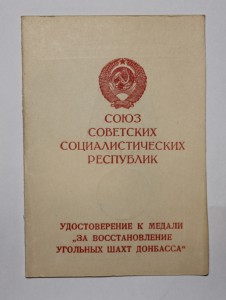 СОЮЗ
СОВЕТСКИХ
СОЦИАЛИСТИЧЕСКИХ
РЕСПУБЛИК
УДОСТОВЕРЕНИЕ К МЕДАЛИ
„ЗА ВОССТАНОВЛЕНИЕ
УГОЛЬНЫХ ШАХТ ДОНБАССА“